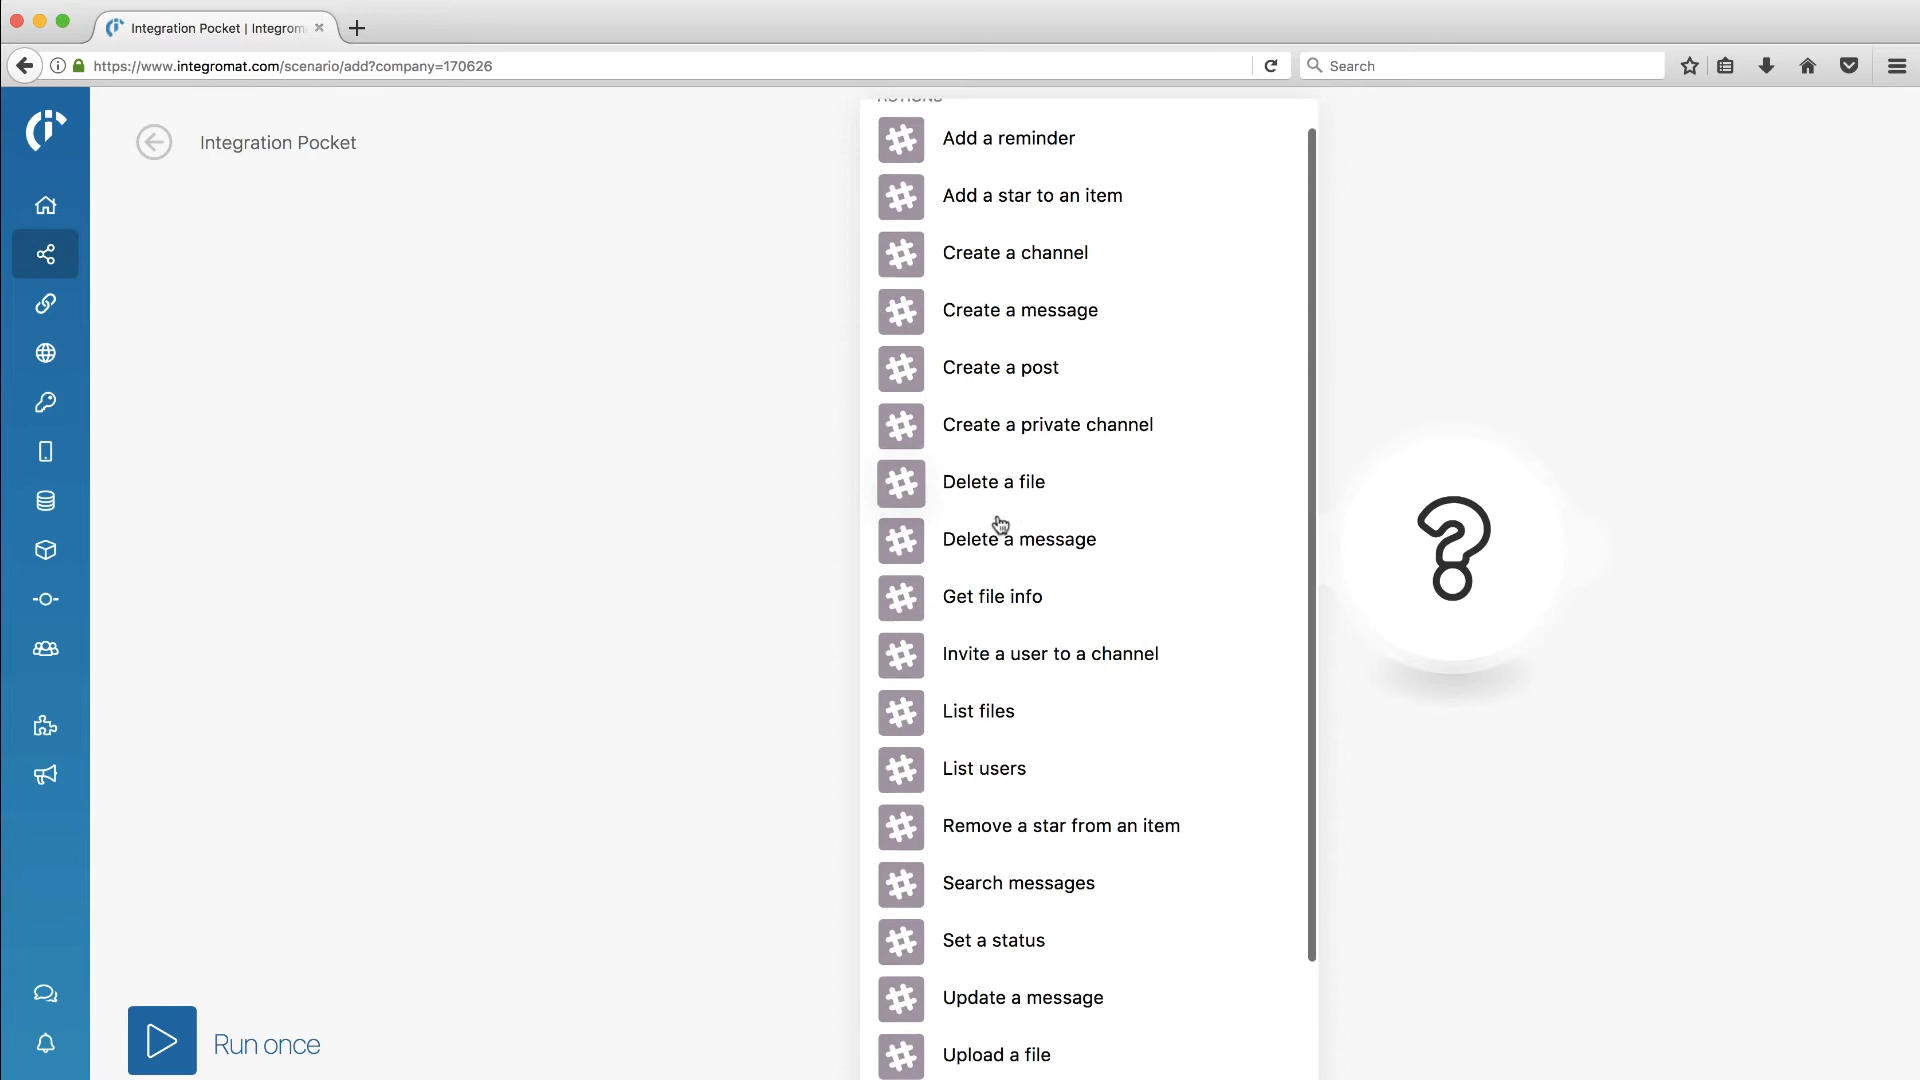 Integration Pocket | Integrom
https://www.integromat.com/scenario/add?company=170626
Search
Integration Pocket
ACTIONS
Add a reminder
Add a star to an item
Create a channel
Create a message
Create a post
Create a private channel
Delete a file
Delete a message
Get file info
Invite a user to a channel
List files
List users
Remove a star from an item
Search messages
Set a status
Update a message
Upload a file
Run once